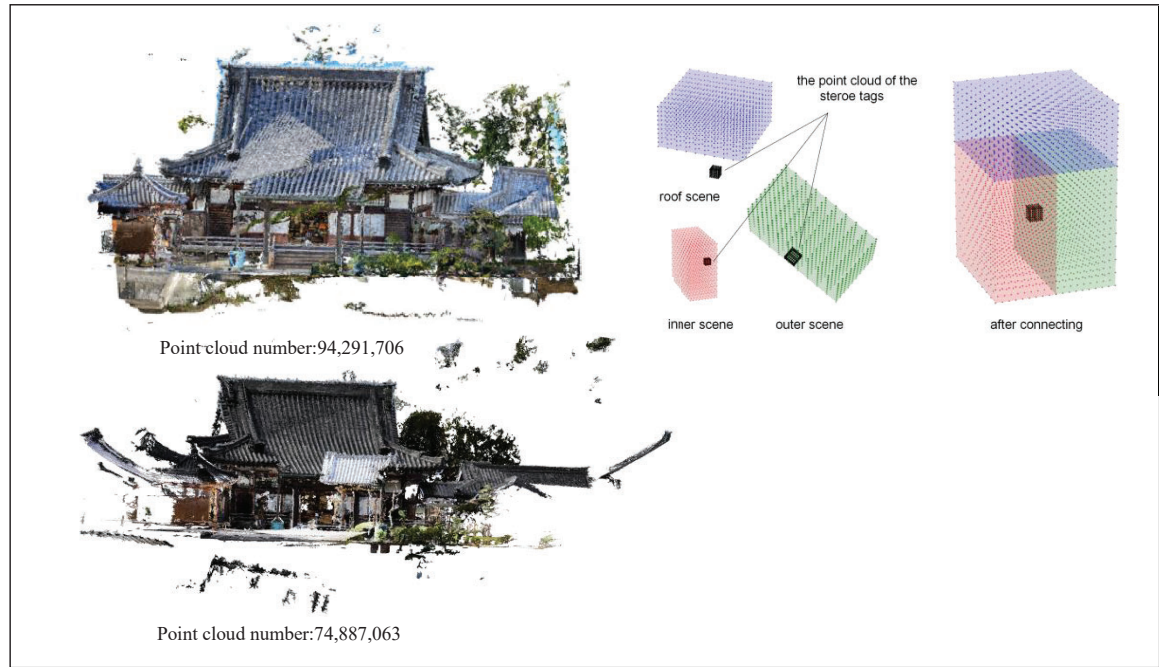 the point cloud of the
steroe tags
roof scene
inner scene
outer scene
after connecting
Point cloud number:94,291,706
Point cloud number:74,887,063